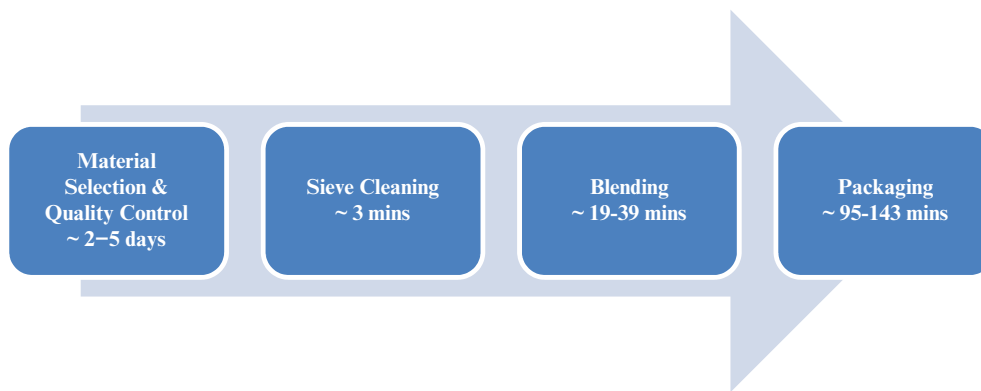 Material
Selection &
Quality Control
~ 2−5 days
Sieve Cleaning
~ 3 mins
Blending
~ 19-39 mins
Packaging
~ 95-143 mins